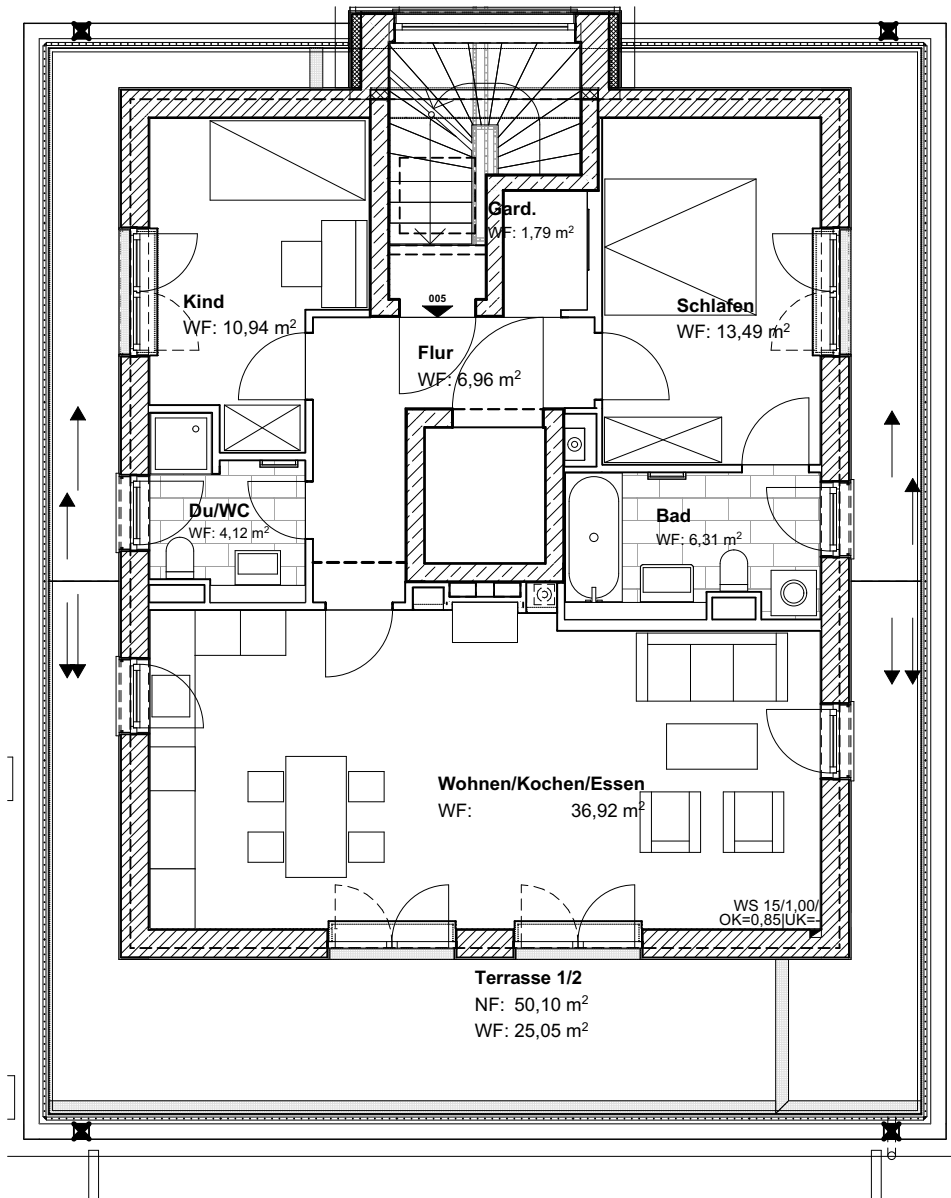 Gard.
WF: 1,79 m²
005
Kind
WF: 10,94 m²
Schlafen
WF: 13,49 m²
Flur
WF: 6,96 m²
Du/WC
WF: 4,12 m²
Bad
WF: 6,31 m²
Wohnen/Kochen/Essen
WF: 36,92 m²
WS 15/1,00/
OK=0,85|UK=-
Terrasse 1/2
NF: 50,10 m²
WF: 25,05 m²